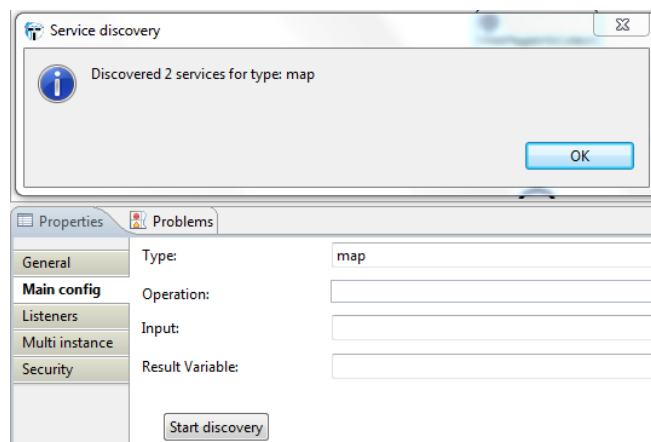 Service discovery
Discovered 2 services for type: map
OK
Properties
Problems
General
Main config
Listeners
Multi instance
Security
Type:
map
Operation:
Input:
Result Variable:
Start discovery